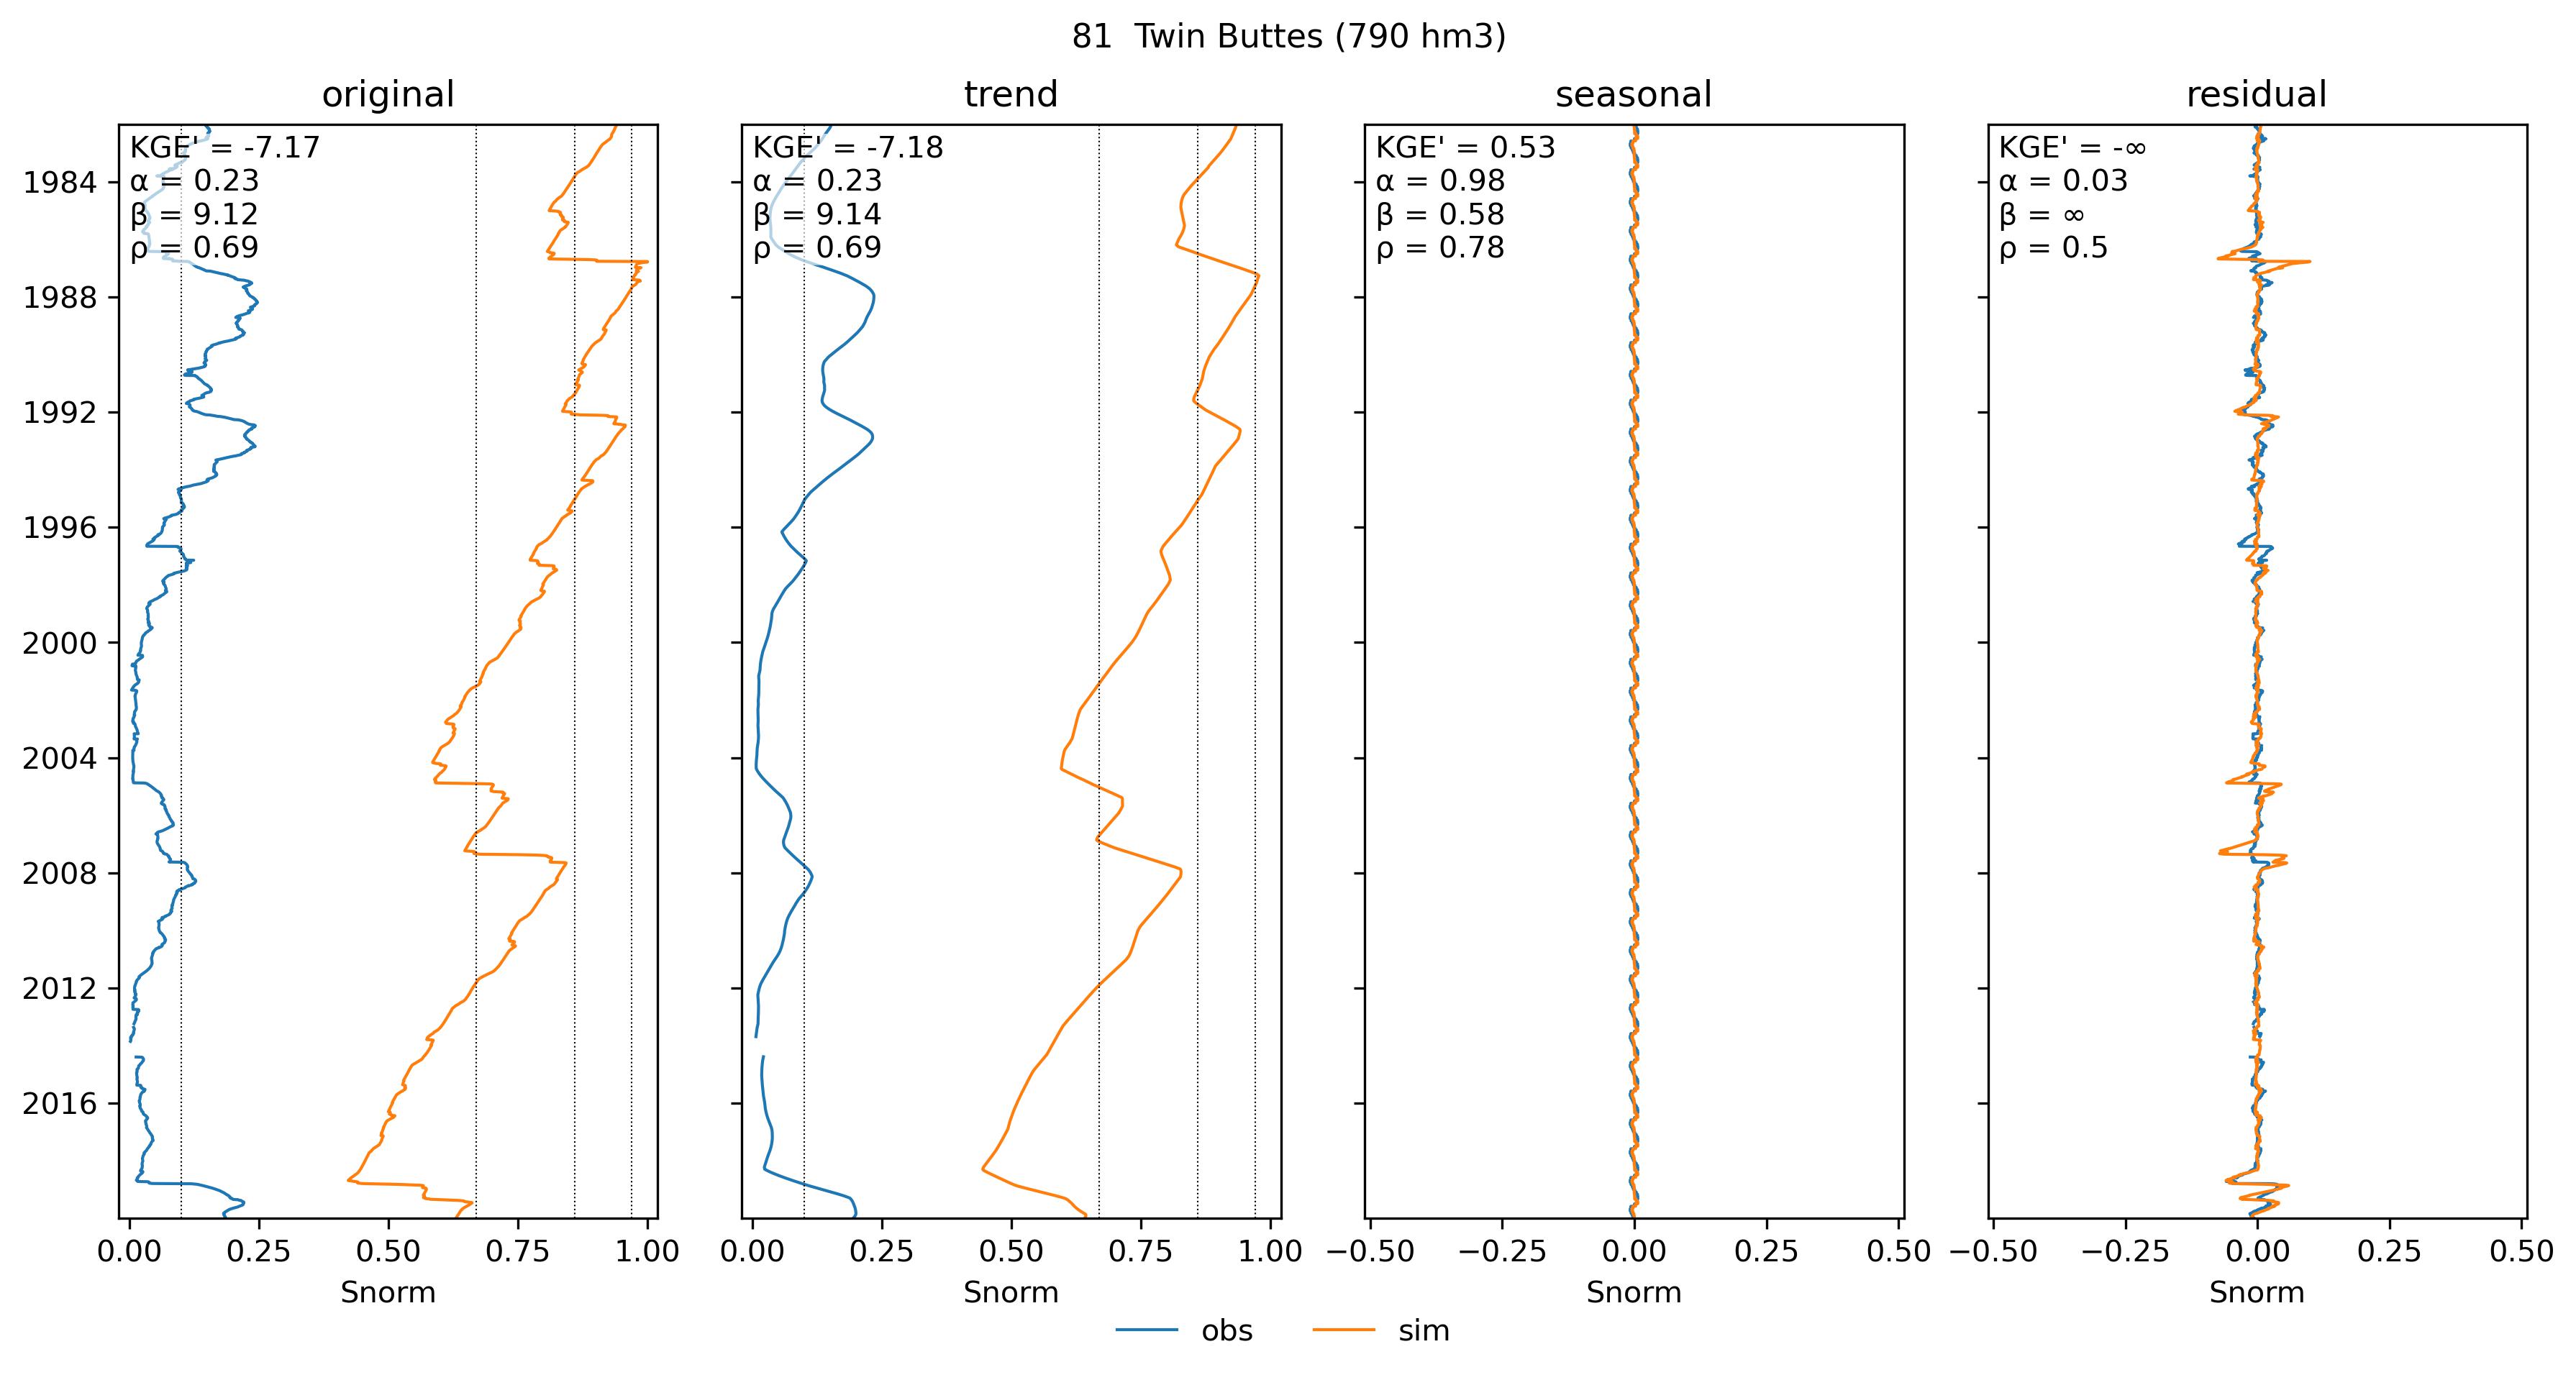 81  Twin Buttes (790 hm3)
original
trend
seasonal
residual
KGE' = -7.17
α = 0.23
β = 9.12
ρ = 0.69
KGE' = -7.18
α = 0.23
β = 9.14
ρ = 0.69
KGE' = 0.53
α = 0.98
β = 0.58
ρ = 0.78
KGE' = -∞
α = 0.03
β = ∞
ρ = 0.5
1984
1988
1992
1996
2000
2004
2008
2012
2016
0.00 0.25 0.50 0.75 1.00
0.00 0.25 0.50 0.75 1.00
−0.50 −0.25 0.00 0.25 0.50
−0.50 −0.25 0.00 0.25 0.50
Snorm
Snorm
Snorm
Snorm
obs sim